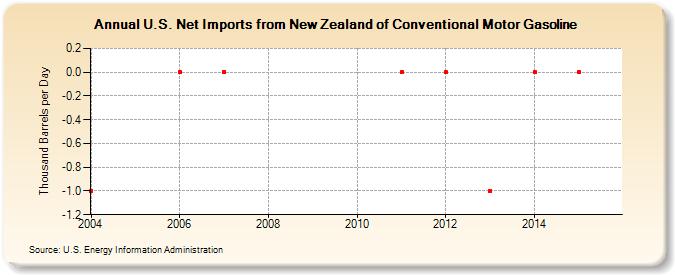 Annual U.S. Net Imports from New Zealand of Conventional Motor Gasoline
Thousand Barrels per Day
0.2
0.0
-0.2
-0.4
-0.6
-0.8
-1.0
-1.2
2004 2006 2008 2010 2012 2014
Source: U.S. Energy Information Administration